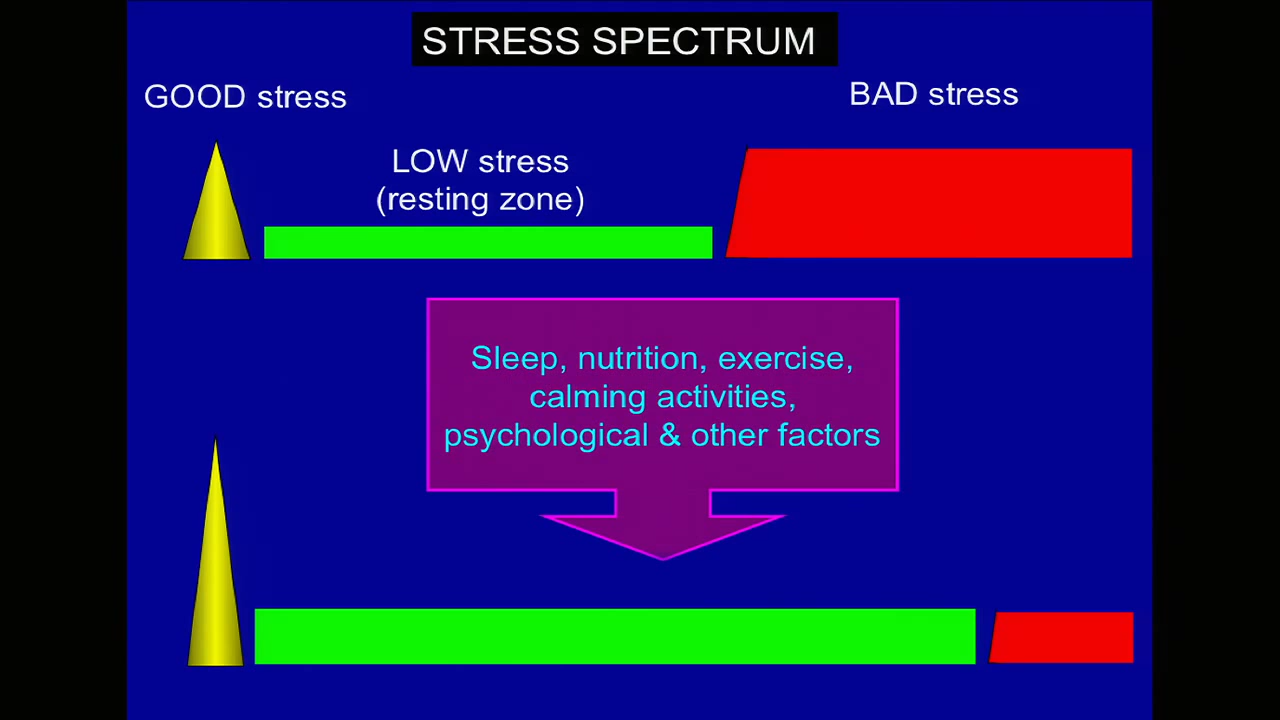 STRESS SPECTRUM
GOOD stress
BAD stress
LOW stress
(resting zone)
Sleep, nutrition, exercise,
calming activities,
psychological & other factors